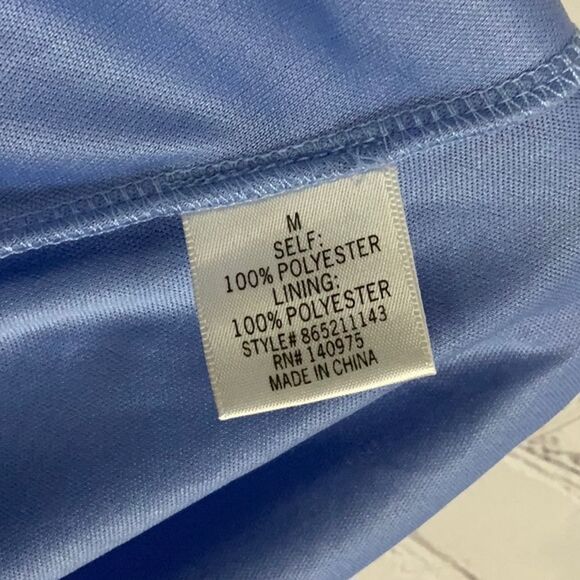 M
SELF:
100% POLYESTER
LINING:
100% POLYESTER
STYLE# 865211143
RN# 140975
MADE IN CHINA